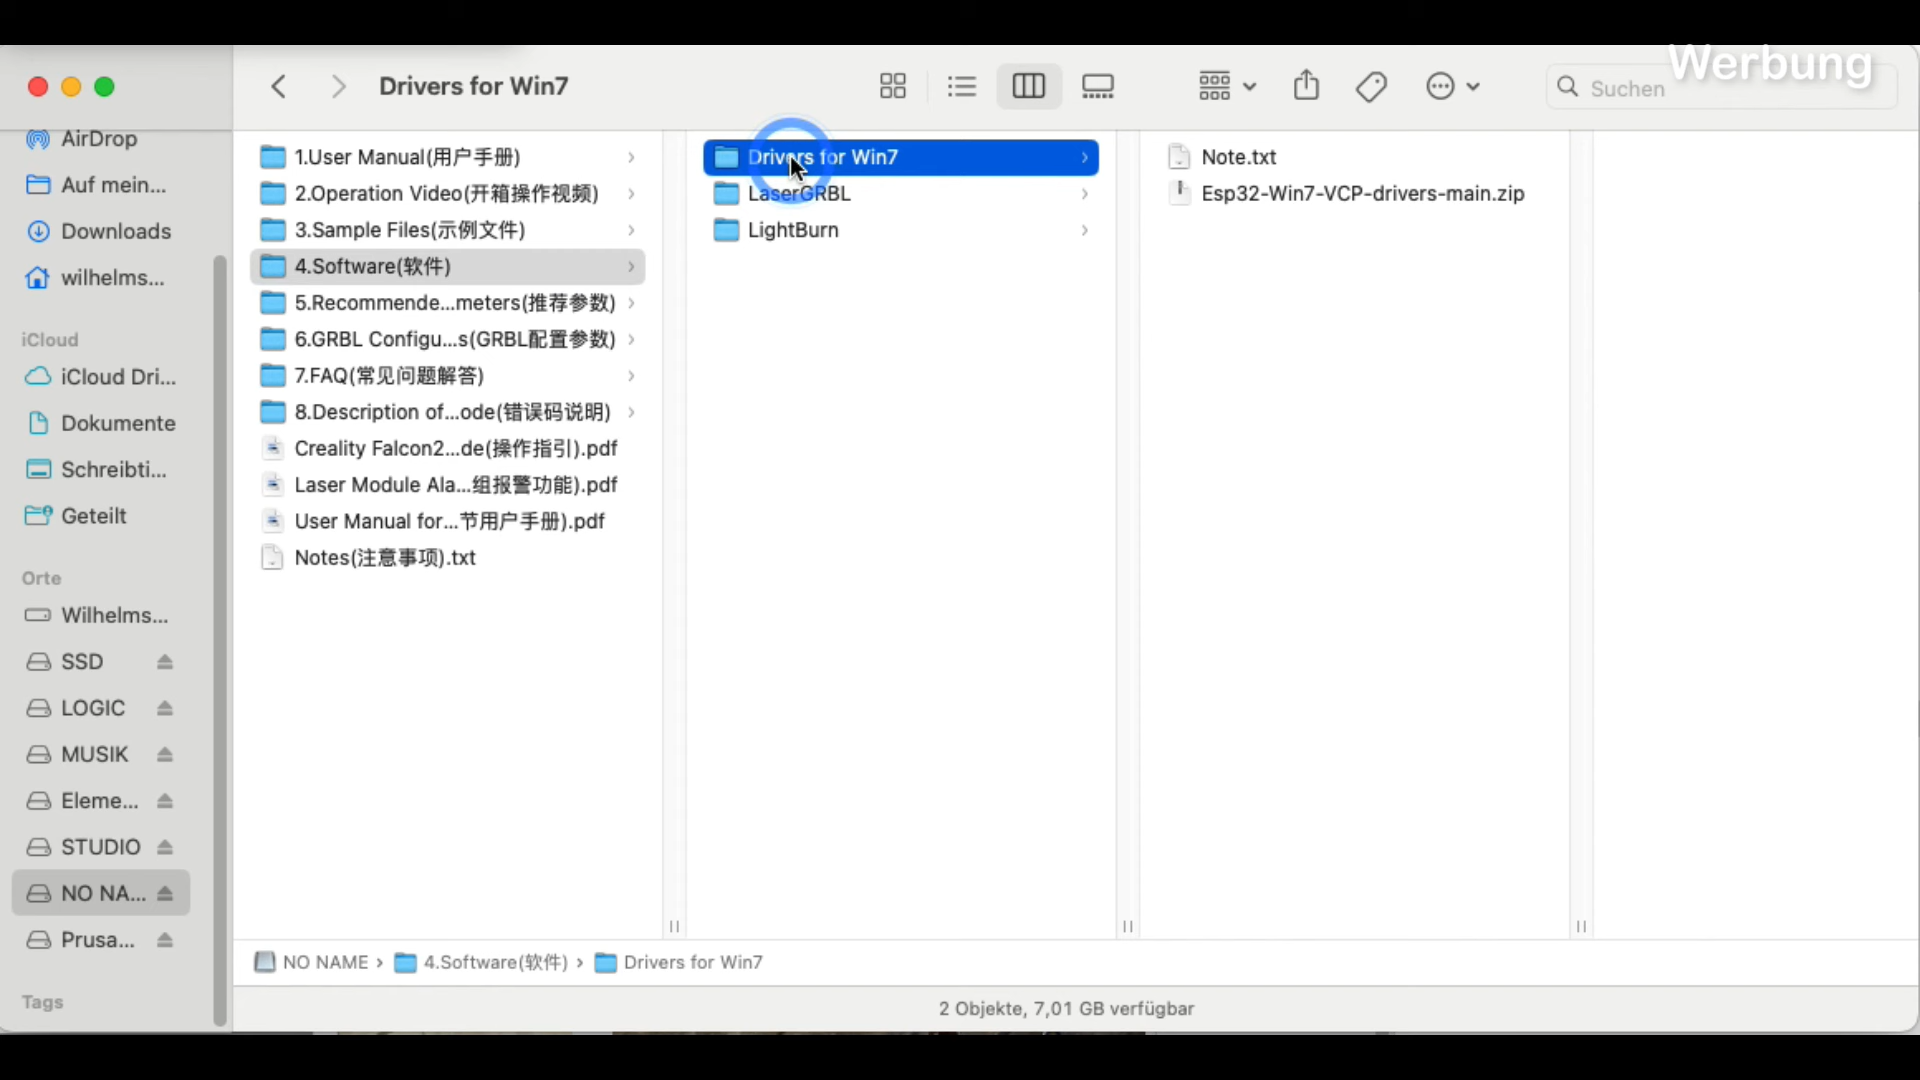 Werbung
Drivers for Win7
Suchen
AirDrop
Auf mein...
Downloads
wilhelms...
iCloud
iCloud Dri...
Dokumente
Schreibti...
Geteilt
Orte
Wilhelms...
SSD
LOGIC
MUSIK
Eleme...
STUDIO
NO NA...
Prusa...
Tags
1.User Manual(用户手册)
2.Operation Video(开箱操作视频)
3.Sample Files(示例文件)
4.Software(软件)
5.Recommende...meters(推荐参数)
6.GRBL Configu...s(GRBL配置参数)
7.FAQ(常见问题解答)
8.Description of...ode(错误码说明)
Creality Falcon2...de(操作指引).pdf
Laser Module Ala...组报警功能).pdf
User Manual for...节用户手册).pdf
Notes(注意事项).txt
Drivers for Win7
LaserGRBL
LightBurn
Note.txt
Esp32-Win7-VCP-drivers-main.zip
NO NAME › 4.Software(软件) › Drivers for Win7
2 Objekte, 7,01 GB verfügbar